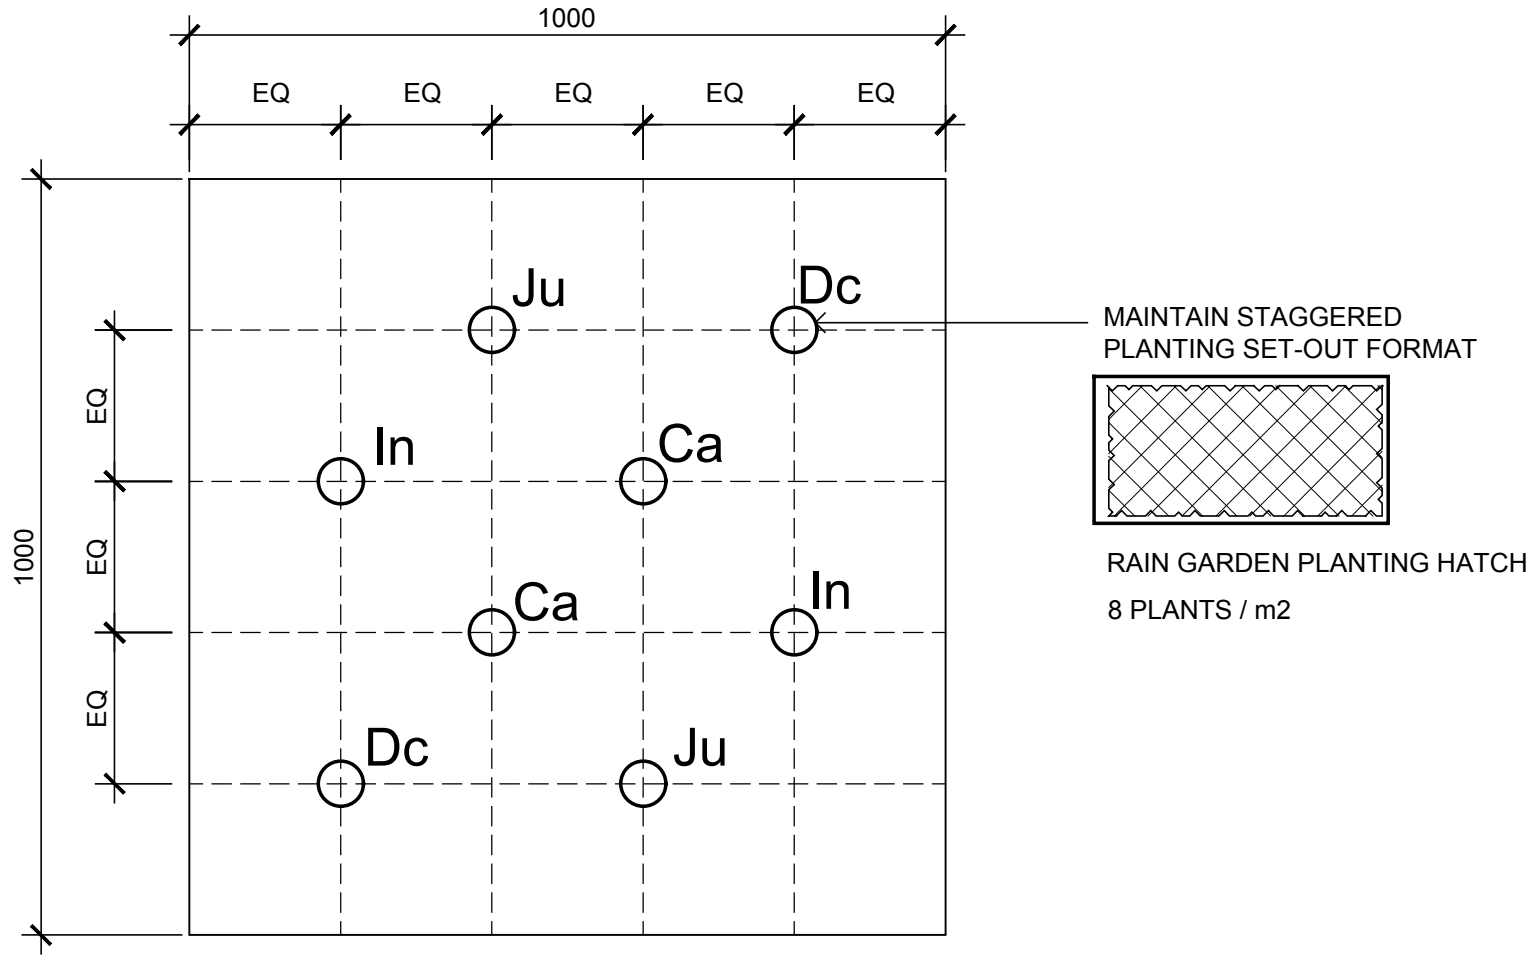 1000
EQ EQ EQ EQ EQ
Ju
Dc
MAINTAIN STAGGERED
PLANTING SET-OUT FORMAT
EQ
In
Ca
1000
EQ
RAIN GARDEN PLANTING HATCH
8 PLANTS / m2
Ca
In
EQ
Dc
Ju